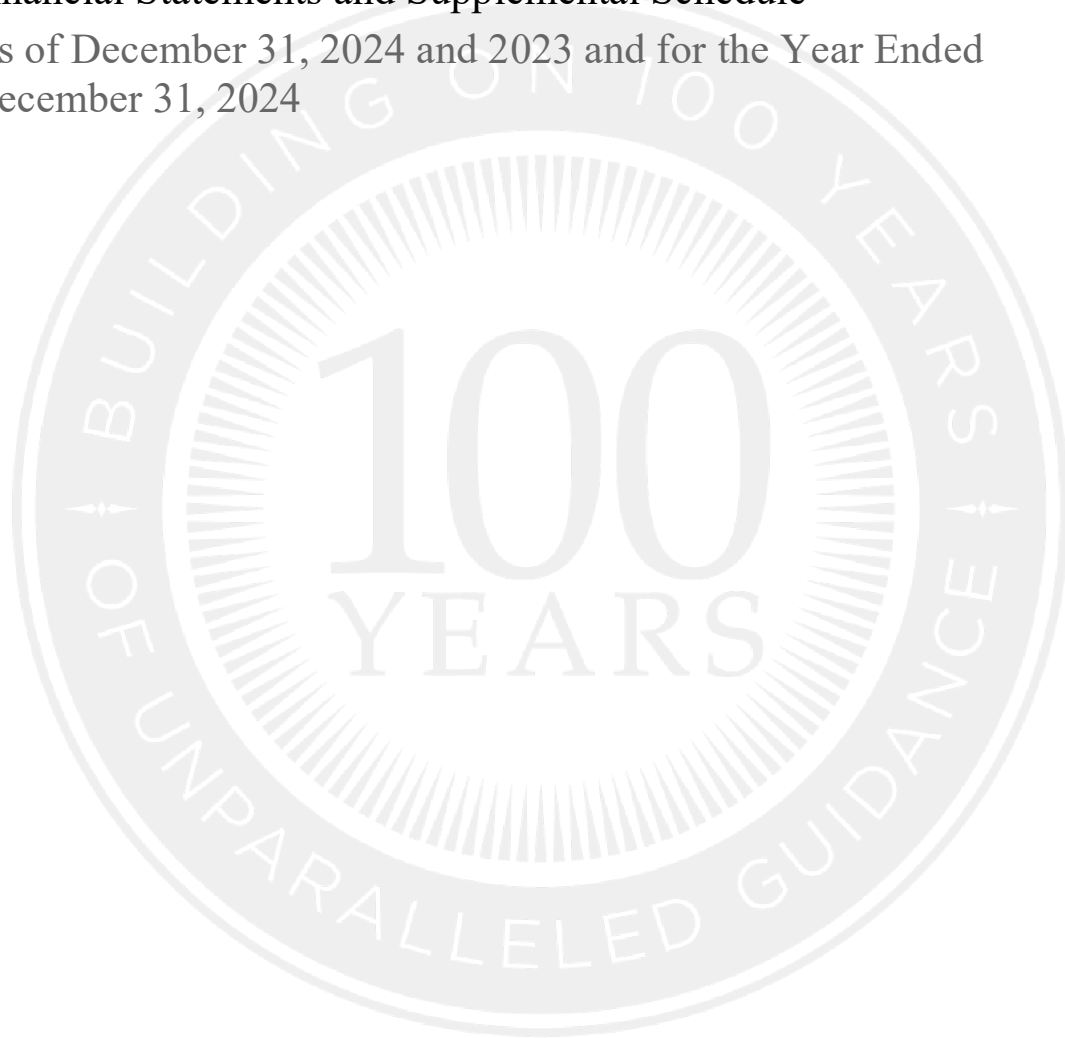 nancial Statements and Supplemental Schedule
s of December 31, 2024 and 2023 and for the Year Ended
ecember 31, 2024
BUILDING ON 100 YEARS
100
YEARS
OF UNPARALLELED GUIDANCE